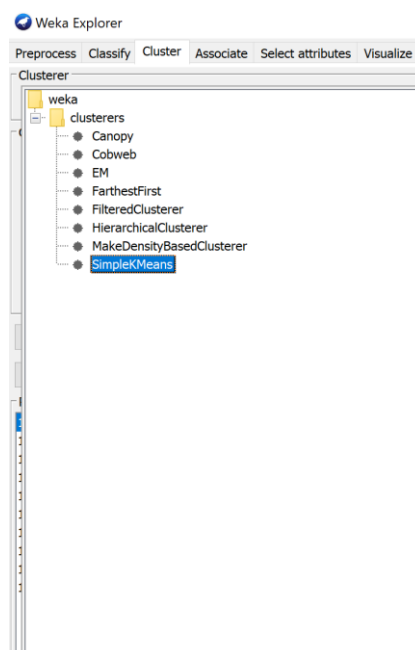 Weka Explorer
Preprocess Classify Cluster Associate Select attributes Visualize
Clusterer
weka
clusterers
Canopy
Cobweb
EM
FarthestFirst
FilteredClusterer
HierarchicalClusterer
MakeDensityBasedClusterer
SimpleKMeans